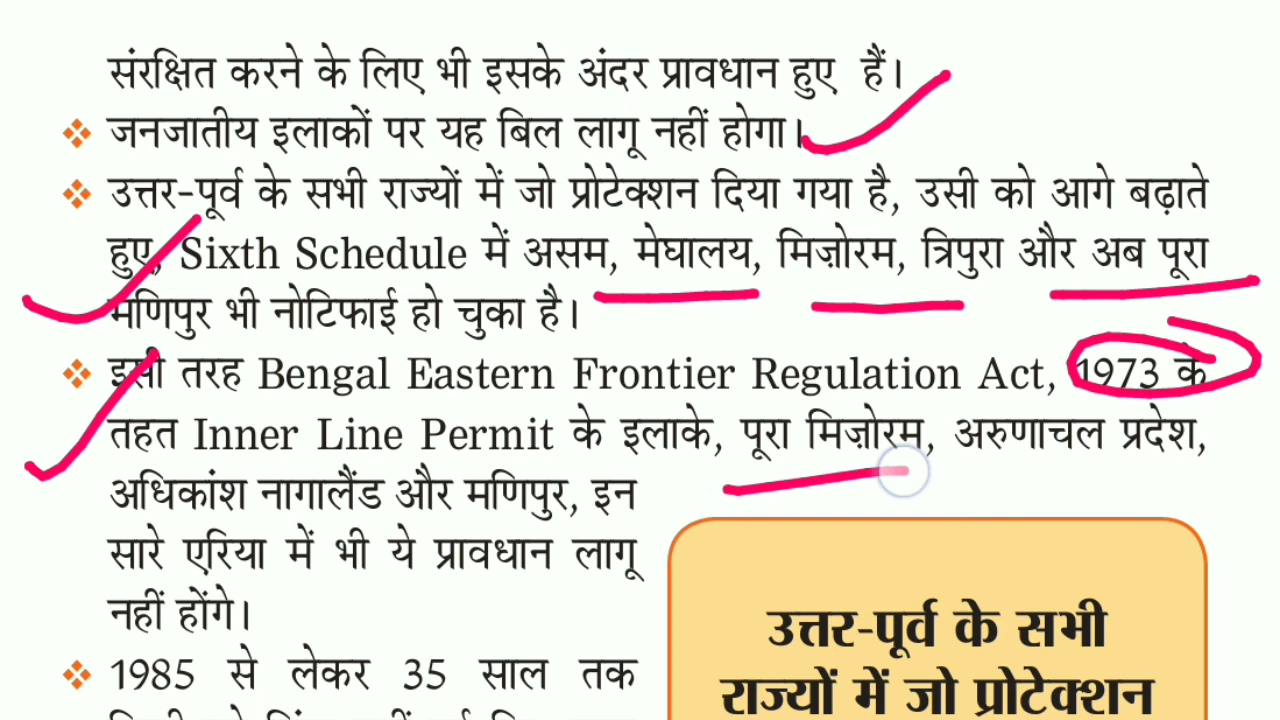 संरक्षित करने के लिए भी इसके अंदर प्रावधान हुए हैं।
❖ जनजातीय इलाकों पर यह बिल लागू नहीं होगा।
❖ उत्तर-पूर्व के सभी राज्यों में जो प्रोटेक्शन दिया गया है, उसी को आगे बढ़ाते
हुए, Sixth Schedule में असम, मेघालय, मिज़ोरम, त्रिपुरा और अब पूरा
मणिपुर भी नोटिफाई हो चुका है।
❖ इसी तरह Bengal Eastern Frontier Regulation Act, 1973 के
तहत Inner Line Permit के इलाके, पूरा मिज़ोरम, अरुणाचल प्रदेश,
अधिकांश नागालैंड और मणिपुर, इन
सारे एरिया में भी ये प्रावधान लागू
नहीं होंगे।
❖ 1985 से लेकर 35 साल तक
उत्तर-पूर्व के सभी
राज्यों में जो प्रोटेक्शन